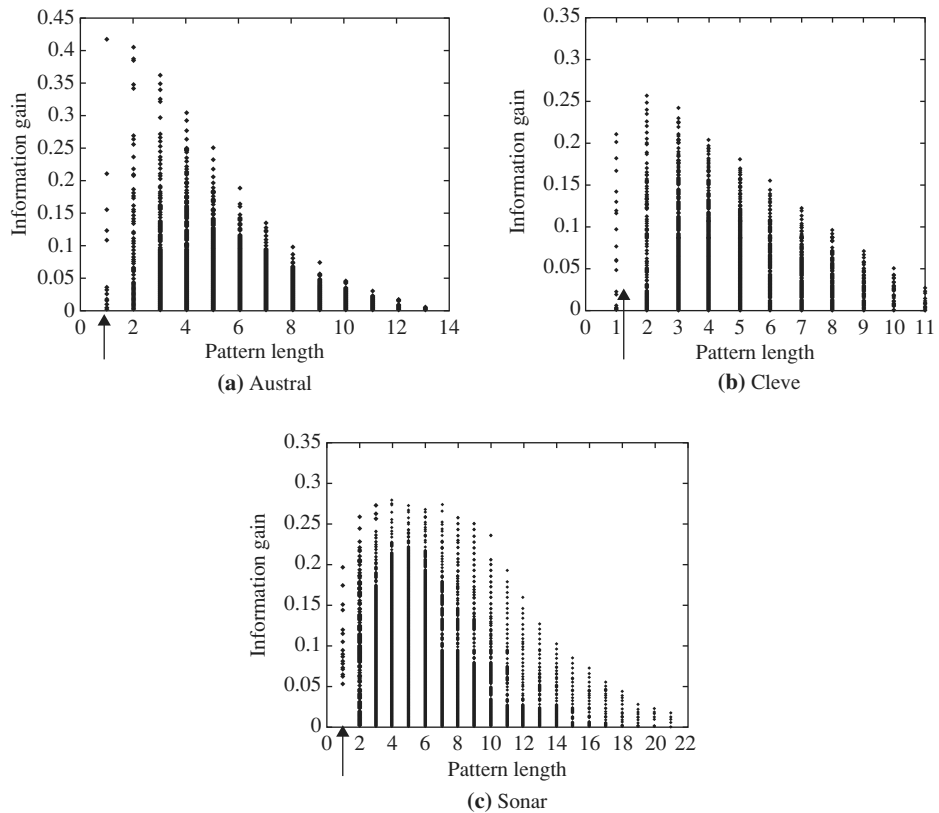 0.45
0.4
0.35
0.3
0.25
0.2
0.15
0.1
0.05
0
Information gain
0 2 4 6 8 10 12 14
Pattern length
(a) Austral
0.35
0.3
0.25
0.2
0.15
0.1
0.05
0
Information gain
0 1 2 3 4 5 6 7 8 9 10 11
Pattern length
(b) Cleve
0.35
0.3
0.25
0.2
0.15
0.1
0.05
0
Information gain
0 2 4 6 8 10 12 14 16 18 20 22
Pattern length
(c) Sonar